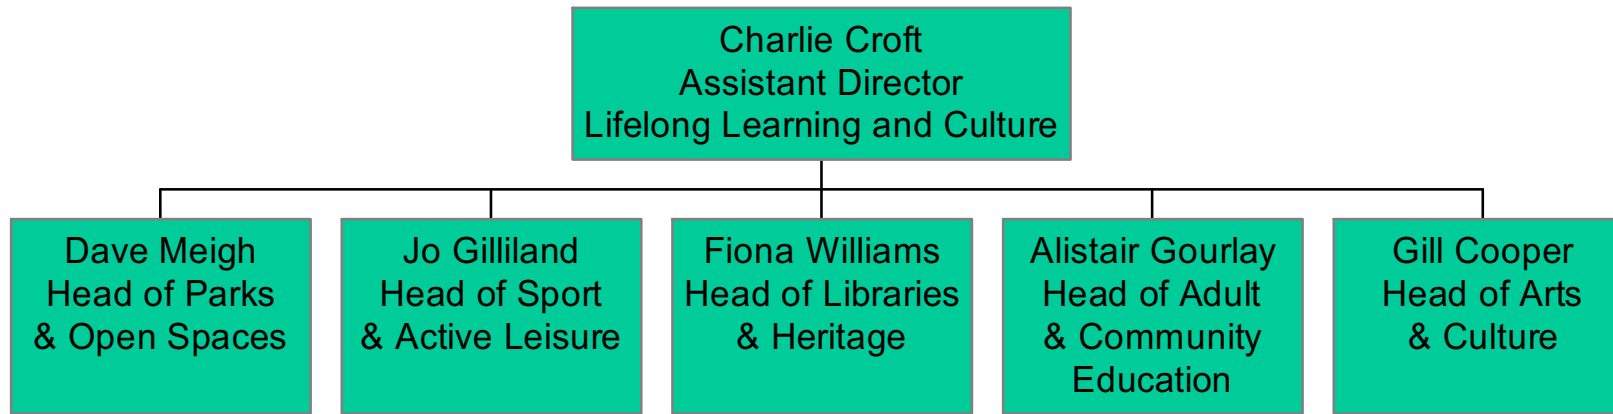 Charlie Croft
Assistant Director
Lifelong Learning and Culture
Dave Meigh
Head of Parks
& Open Spaces
Jo Gilliland
Head of Sport
& Active Leisure
Fiona Williams
Head of Libraries
& Heritage
Alistair Gourlay
Head of Adult
& Community
Education
Gill Cooper
Head of Arts
& Culture